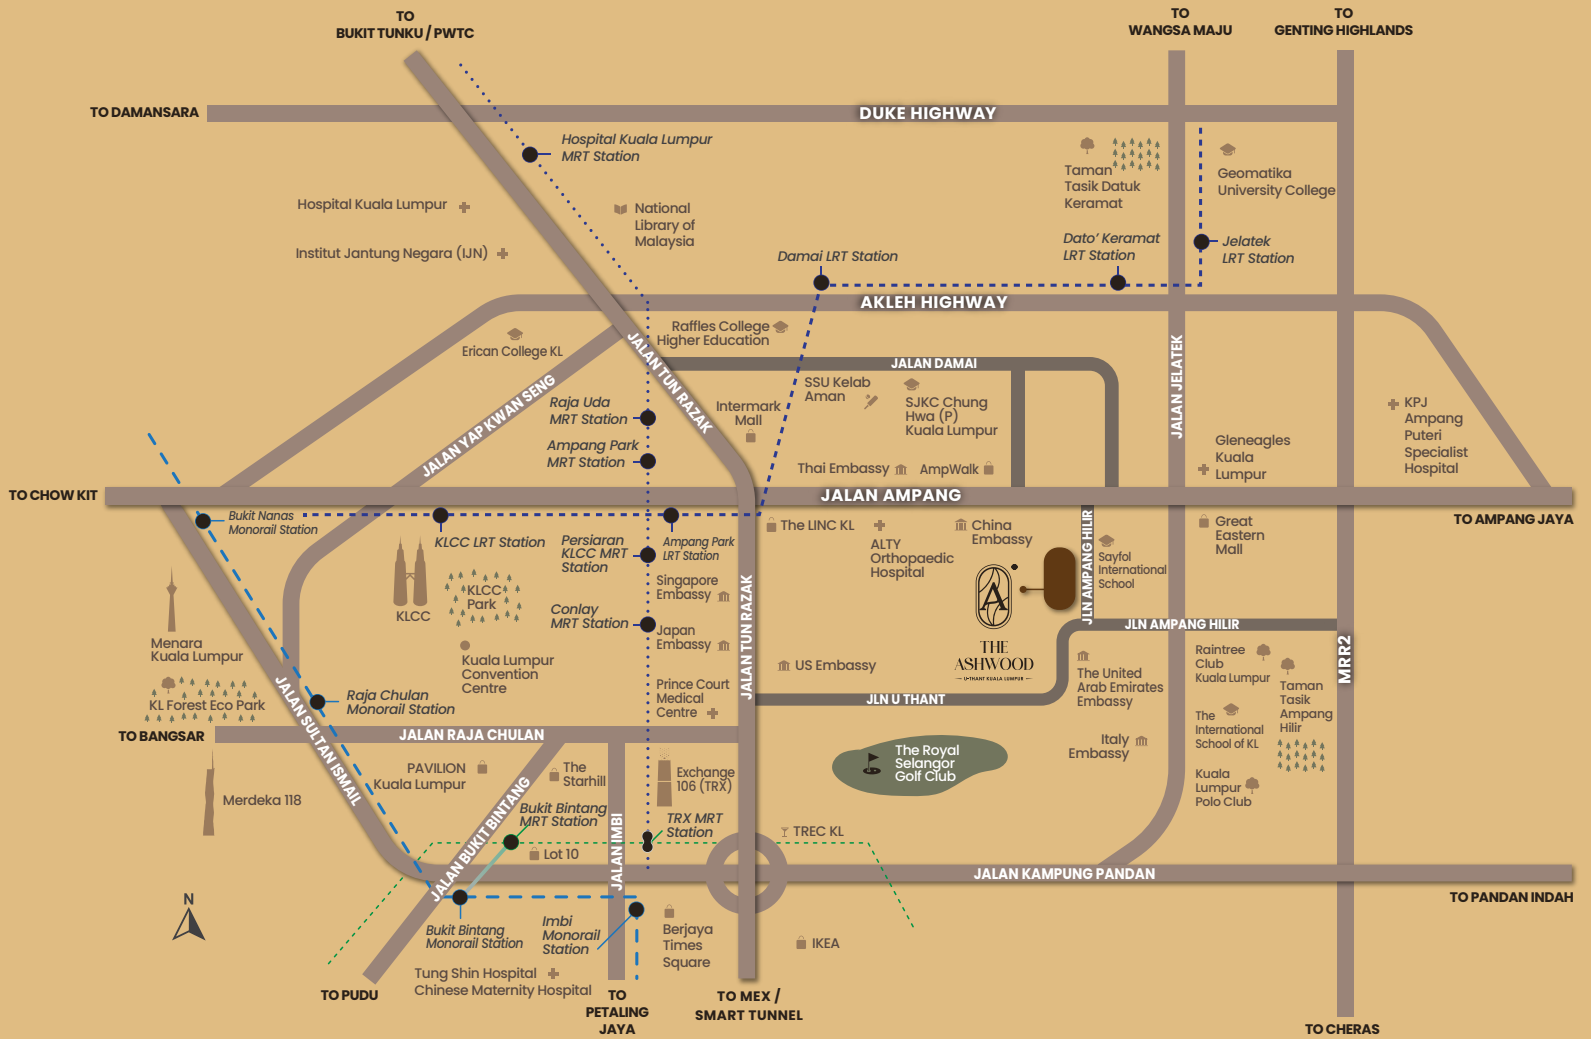 TO
BUKIT TUNKU / PWTC
TO
WANGSA MAJU
TO
GENTING HIGHLANDS
TO DAMANSARA
DUKE HIGHWAY
Hospital Kuala Lumpur
MRT Station
Taman
Tasik Datuk
Keramat
Geomatika
University College
Hospital Kuala Lumpur
National
Library of
Malaysia
Institut Jantung Negara (IJN)
Damai LRT Station
Dato' Keramat
LRT Station
Jelatek
LRT Station
AKLEH HIGHWAY
Erican College KL
Raffles College
Higher Education
JALAN TUN RAZAK
JALAN DAMAI
JALAN JELATEK
JALAN YAP KWAN SENG
Raja Uda
MRT Station
Ampang Park
MRT Station
Intermark
Mall
SSU Kelab
Aman
SJKC Chung
Hwa (P)
Kuala Lumpur
Thai Embassy
AmpWalk
Gleneagles
Kuala
Lumpur
KPJ
Ampang
Puteri
Specialist
Hospital
TO CHOW KIT
JALAN AMPANG
TO AMPANG JAYA
Bukit Nanas
Monorail Station
KLCC LRT Station
Persiaran
KLCC MRT
Station
Ampang Park
LRT Station
The LINC KL
ALTY
Orthopaedic
Hospital
China
Embassy
JLN AMPANG HILIR
Sayfol
International
School
Great
Eastern
Mall
KLCC
KLCC
Park
Singapore
Embassy
Conlay
MRT Station
Japan
Embassy
JALAN TUN RAZAK
A
THE
ASHWOOD
U-THANT KUALA LUMPUR
JLN AMPANG HILIR
MRR2
Menara
Kuala Lumpur
Kuala Lumpur
Convention
Centre
US Embassy
The United
Arab Emirates
Embassy
Raintree
Club
Kuala Lumpur
Taman
Tasik
Ampang
Hilir
KL Forest Eco Park
Raja Chulan
Monorail Station
Prince Court
Medical
Centre
JLN U THANT
The
International
School of KL
JALAN SULTAN ISMAIL
TO BANGSAR
JALAN RAJA CHULAN
Italy
Embassy
The Royal
Selangor
Golf Club
PAVILION
Kuala Lumpur
The
Starhill
Exchange
106 (TRX)
Kuala
Lumpur
Polo Club
Merdeka 118
JALAN BUKIT BINTANG
Bukit Bintang
MRT Station
JALAN IMBI
TRX MRT
Station
TREC KL
Lot 10
JALAN KAMPUNG PANDAN
TO PANDAN INDAH
N
Bukit Bintang
Monorail Station
Imbi
Monorail
Station
Berjaya
Times
Square
IKEA
Tung Shin Hospital
Chinese Maternity Hospital
TO PUDU
TO
PETALING
JAYA
TO MEX /
SMART TUNNEL
TO CHERAS